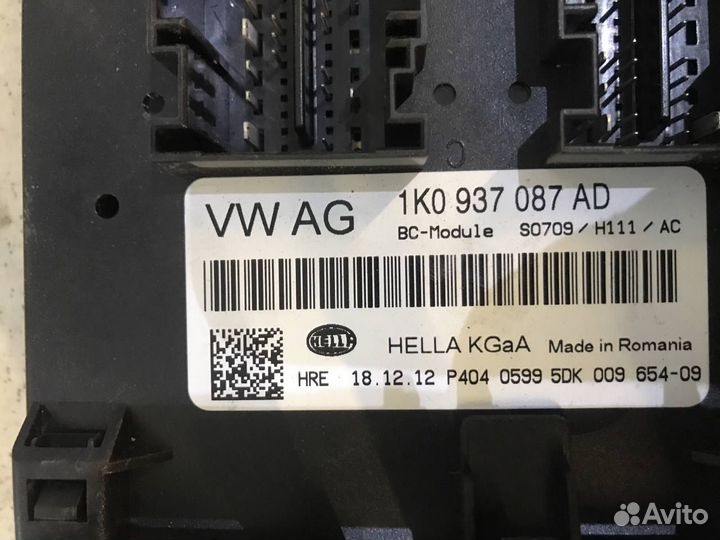 VW AG
1K0 937 087 AD
BC-Module S0709 / H111 / AC
HELLA
HELLA KGaA Made in Romania
HRE 18.12.12 P404 0599 5DK 009 654-09
Avito